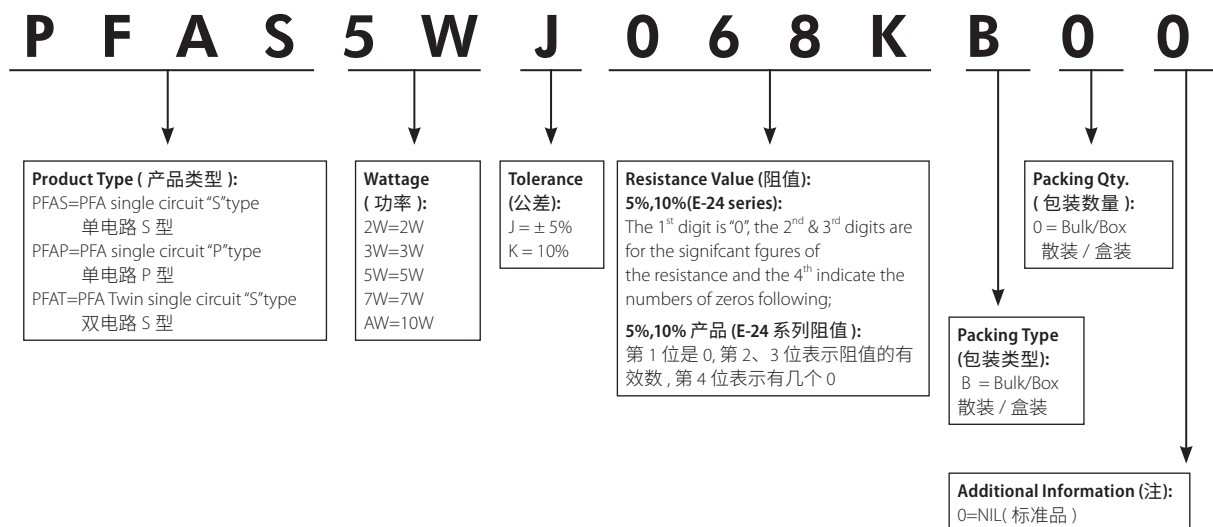 P F A S 5 W J 0 6 8 K B 0 0
Product Type ( 产品类型 ):
PFAS=PFA single circuit "S"type
单电路 S 型
PFAP=PFA single circuit "P"type
单电路 P 型
PFAT=PFA Twin single circuit "S"type
双电路 S 型
Wattage
( 功率 ):
2W=2W
3W=3W
5W=5W
7W=7W
AW=10W
Tolerance
(公差):
J = ± 5%
K = 10%
Resistance Value (阻值):
5%,10%(E-24 series):
The 1st digit is "0", the 2nd & 3rd digits are
for the signifcant fgures of
the resistance and the 4th indicate the
numbers of zeros following;
5%,10% 产品 (E-24 系列阻值 ):
第 1 位是 0, 第 2、3 位表示阻值的有
效数 , 第 4 位表示有几个 0
Packing Qty.
( 包装数量 ):
0 = Bulk/Box
散装 / 盒装
Packing Type
(包装类型):
B = Bulk/Box
散装 / 盒装
Additional Information (注):
0=NIL( 标准品 )